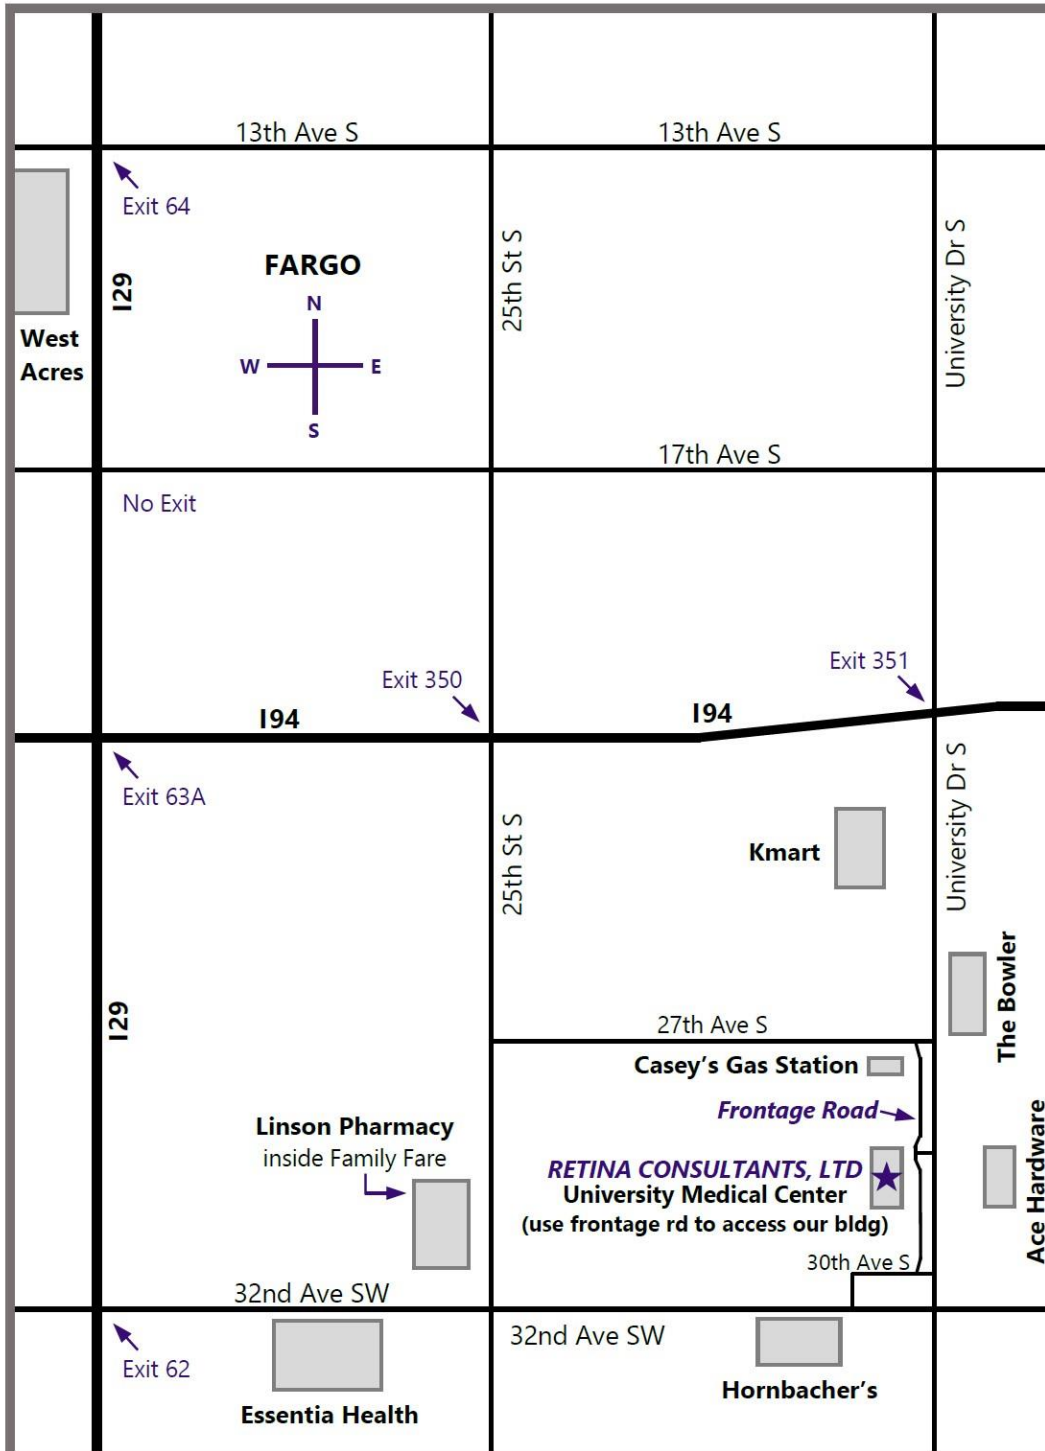 13th Ave S
13th Ave S
Exit 64
University Dr S
25th St S
FARGO
I29
N
West
Acres
W
E
S
17th Ave S
No Exit
Exit 351
Exit 350
I94
I94
University Dr S
Exit 63A
25th St S
Kmart
The Bowler
I29
27th Ave S
Casey's Gas Station
Frontage Road
Linson Pharmacy
inside Family Fare
Ace Hardware
RETINA CONSULTANTS, LTD
University Medical Center
(use frontage rd to access our bldg)
30th Ave S
32nd Ave SW
32nd Ave SW
Exit 62
Hornbacher's
Essentia Health